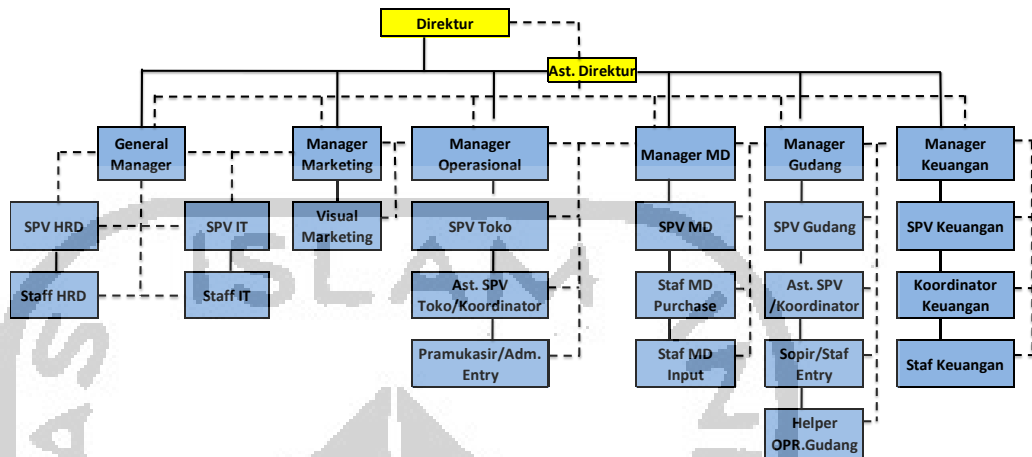 Direktur
Ast. Direktur
General
Manager
Manager
Marketing
Manager
Operasional
Manager MD
Manager
Gudang
Manager
Keuangan
SPV HRD
SPV IT
Visual
Marketing
SPV Toko
SPV MD
SPV Gudang
SPV Keuangan
Staff HRD
Staff IT
Ast. SPV
Toko/Koordinator
Staf MD
Purchase
Ast. SPV
/Koordinator
Koordinator
Keuangan
Pramukasir/Adm.
Entry
Staf MD
Input
Sopir/Staf
Entry
Staf Keuangan
Helper
OPR.Gudang
ISLAM